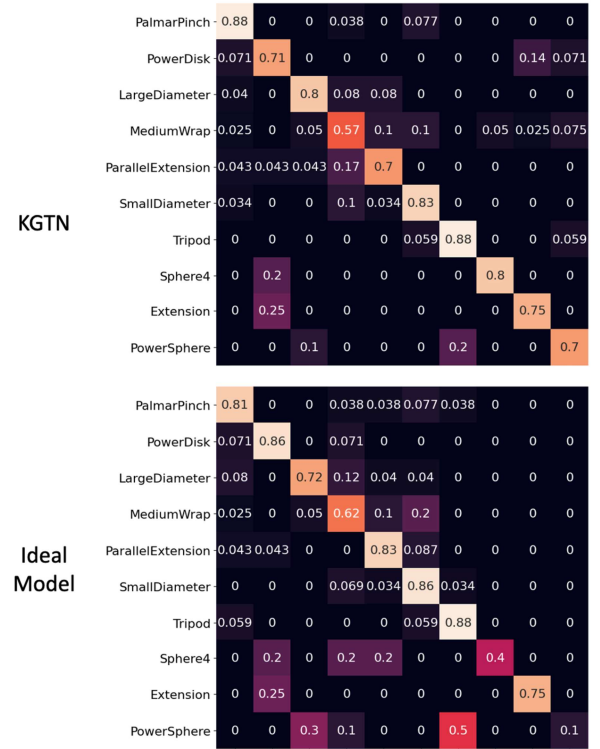 PalmarPinch 0.88 0 0 0.038 0 0.077 0 0 0 0
PowerDisk 0.071 0.71 0 0 0 0 0 0 0.14 0.071
LargeDiameter 0.04 0 0.8 0.08 0.08 0 0 0 0 0
MediumWrap 0.025 0 0.05 0.57 0.1 0.1 0 0.05 0.025 0.075
ParallelExtension 0.043 0.043 0.043 0.17 0.7 0 0 0 0 0
SmallDiameter 0.034 0 0 0.1 0.034 0.83 0 0 0 0
KGTN
Tripod 0 0 0 0 0 0.059 0.88 0 0 0.059
Sphere4 0 0.2 0 0 0 0 0 0.8 0 0
Extension 0 0.25 0 0 0 0 0 0 0.75 0
PowerSphere 0 0 0.1 0 0 0 0.2 0 0 0.7
PalmarPinch 0.81 0 0 0.038 0.038 0.077 0.038 0 0 0
PowerDisk 0.071 0.86 0 0.071 0 0 0 0 0 0
LargeDiameter 0.08 0 0.72 0.12 0.04 0.04 0 0 0 0
MediumWrap 0.025 0 0.05 0.62 0.1 0.2 0 0 0 0
ParallelExtension 0.043 0.043 0 0 0.83 0.087 0 0 0 0
Ideal
Model
SmallDiameter 0 0 0 0.069 0.034 0.86 0.034 0 0 0
Tripod 0.059 0 0 0 0 0.059 0.88 0 0 0
Sphere4 0 0.2 0 0.2 0.2 0 0 0.4 0 0
Extension 0 0.25 0 0 0 0 0 0 0.75 0
PowerSphere 0 0 0.3 0.1 0 0 0.5 0 0 0.1